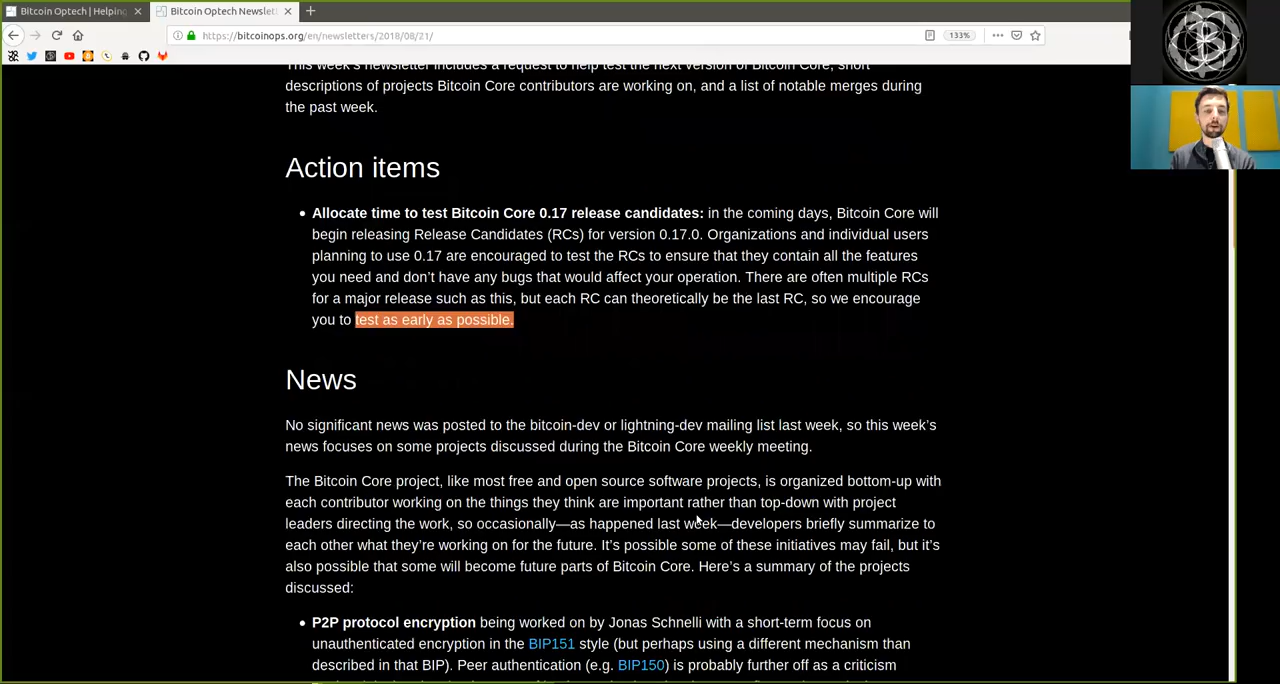 Bitcoin Optech | Helping
Bitcoin Optech Newslet
https://bitcoinops.org/en/newsletters/2018/08/21/
133%
This week's newsletter includes a request to help test the next version of Bitcoin Core, short
descriptions of projects Bitcoin Core contributors are working on, and a list of notable merges during
the past week.
Action items
• Allocate time to test Bitcoin Core 0.17 release candidates: in the coming days, Bitcoin Core will
begin releasing Release Candidates (RCs) for version 0.17.0. Organizations and individual users
planning to use 0.17 are encouraged to test the RCs to ensure that they contain all the features
you need and don't have any bugs that would affect your operation. There are often multiple RCs
for a major release such as this, but each RC can theoretically be the last RC, so we encourage
you to test as early as possible.
News
No significant news was posted to the bitcoin-dev or lightning-dev mailing list last week, so this week's
news focuses on some projects discussed during the Bitcoin Core weekly meeting.
The Bitcoin Core project, like most free and open source software projects, is organized bottom-up with
each contributor working on the things they think are important rather than top-down with project
leaders directing the work, so occasionally—as happened last week—developers briefly summarize to
each other what they're working on for the future. It's possible some of these initiatives may fail, but it's
also possible that some will become future parts of Bitcoin Core. Here's a summary of the projects
discussed:
• P2P protocol encryption being worked on by Jonas Schnelli with a short-term focus on
unauthenticated encryption in the BIP151 style (but perhaps using a different mechanism than
described in that BIP). Peer authentication (e.g. BIP150) is probably further off as a criticism